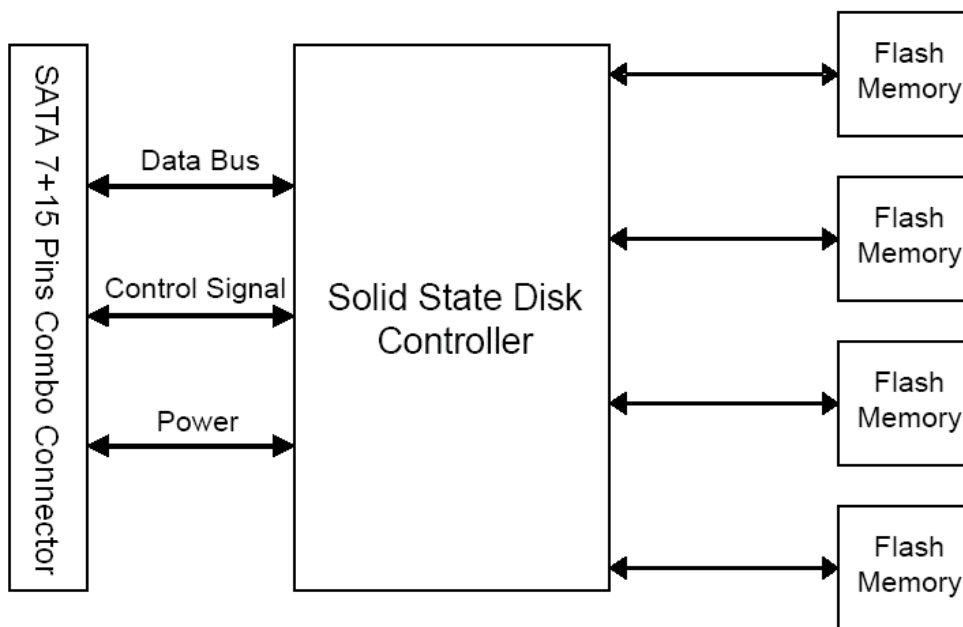 SATA 7+15 Pins Combo Connector
Data Bus
Control Signal
Power
Solid State Disk
Controller
Flash
Memory
Flash
Memory
Flash
Memory
Flash
Memory